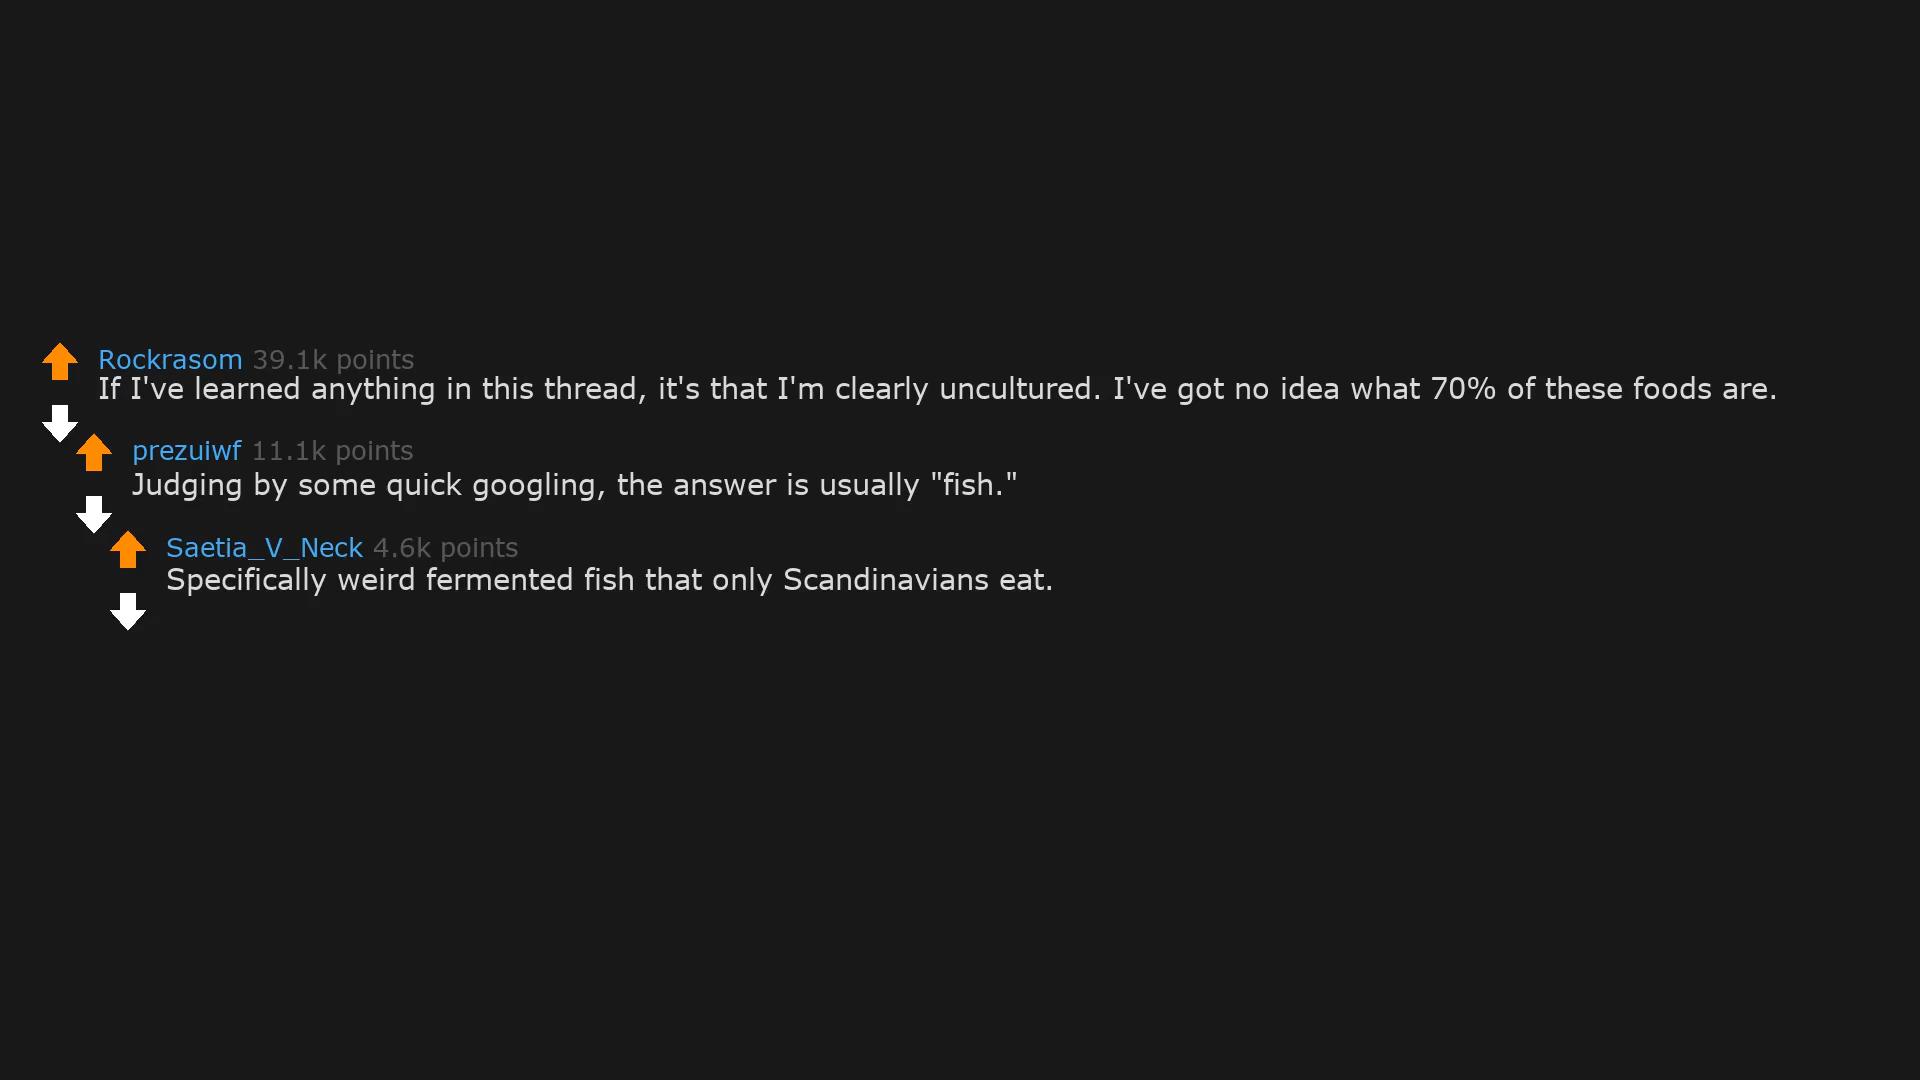 Rockrasom 39.1k points
If I've learned anything in this thread, it's that I'm clearly uncultured. I've got no idea what 70% of these foods are.
prezuiwf 11.1k points
Judging by some quick googling, the answer is usually "fish."
Saetia_V_Neck 4.6k points
Specifically weird fermented fish that only Scandinavians eat.